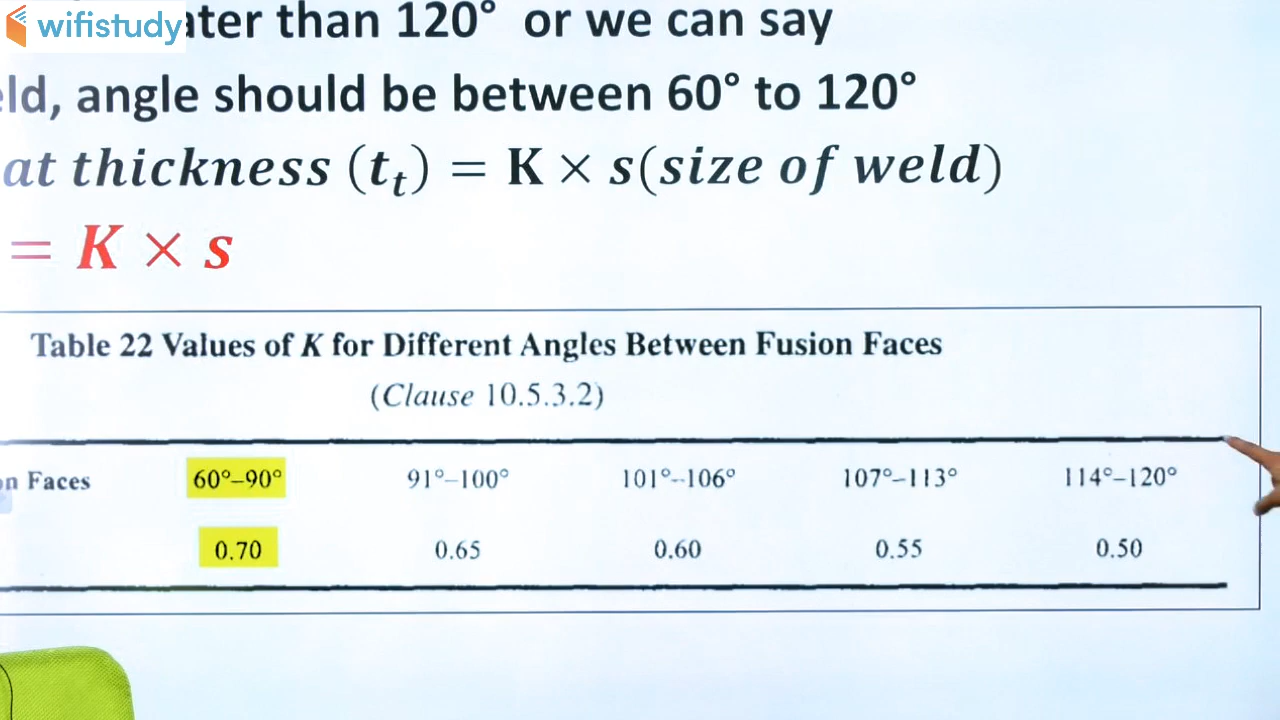 wifistudy
than 120° or we can say
angle should be between 60° to 120°
at thickness (tₜ) = K × s(size of weld)
= K × s
Table 22 Values of K for Different Angles Between Fusion Faces
(Clause 10.5.3.2)
Faces 60°–90° 91°–100° 101°–106° 107°–113° 114°–120°
0.70 0.65 0.60 0.55 0.50